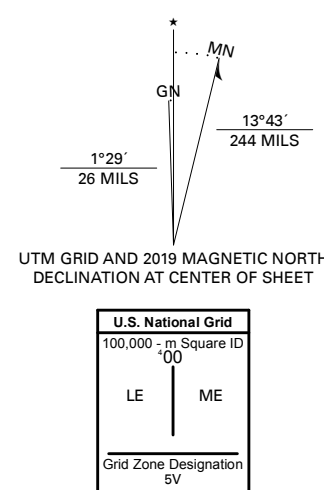 ★
MN
GN
13°43´
244 MILS
1°29´
26 MILS
UTM GRID AND 2019 MAGNETIC NORTH
DECLINATION AT CENTER OF SHEET
U.S. National Grid
100,000 - m Square ID
⁴00
LE ME
Grid Zone Designation
5V